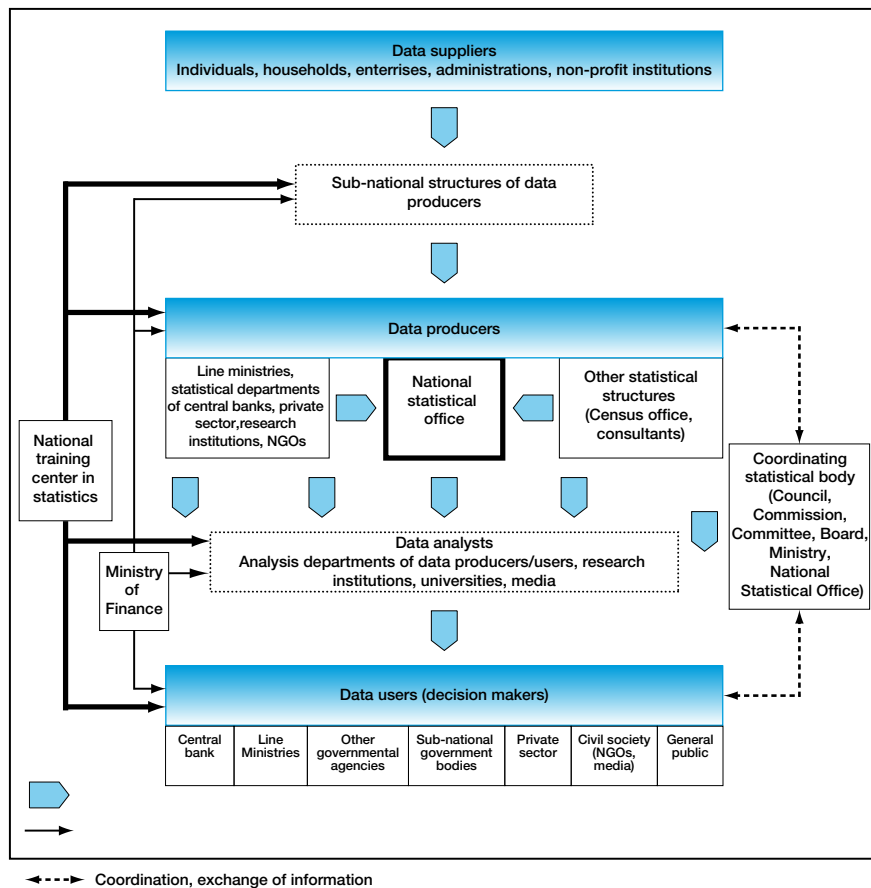 Data suppliers
Individuals, households, enterrises, administrations, non-profit institutions
Sub-national structures of data
producers
Data producers
Line ministries,
statistical departments
of central banks, private
sector,research
institutions, NGOs
National
statistical
office
Other statistical
structures
(Census office,
consultants)
National
training
center in
statistics
Coordinating
statistical body
(Council,
Commission,
Committee, Board,
Ministry,
National
Statistical Office)
Data analysts
Analysis departments of data producers/users, research
institutions, universities, media
Ministry
of
Finance
Data users (decision makers)
Central
bank
Line
Ministries
Other
governmental
agencies
Sub-national
government
bodies
Private
sector
Civil society
(NGOs,
media)
General
public
Coordination, exchange of information